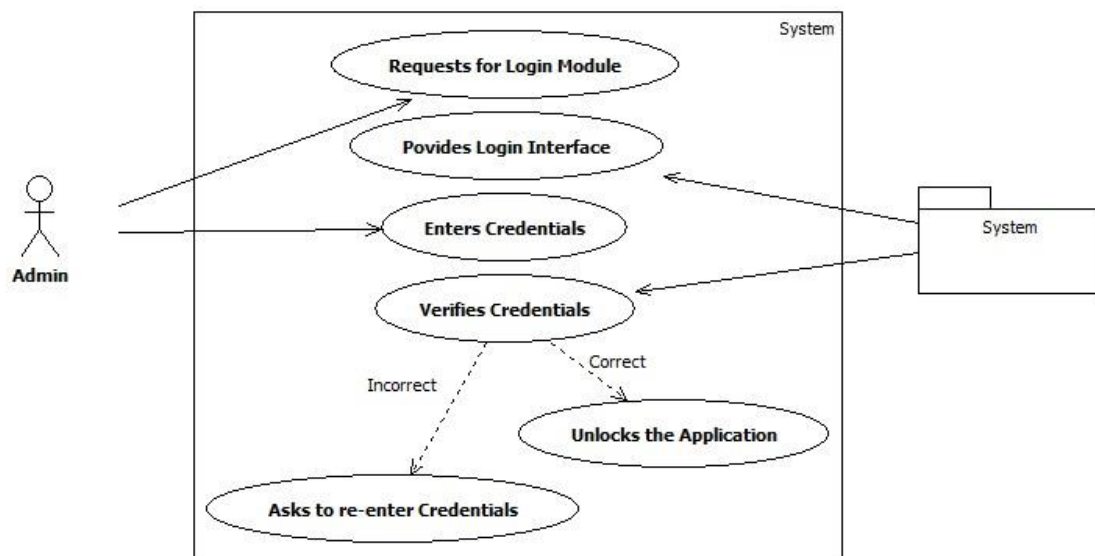 System
Requests for Login Module
Povides Login Interface
Enters Credentials
System
Admin
Verifies Credentials
Correct
Incorrect
Unlocks the Application
Asks to re-enter Credentials